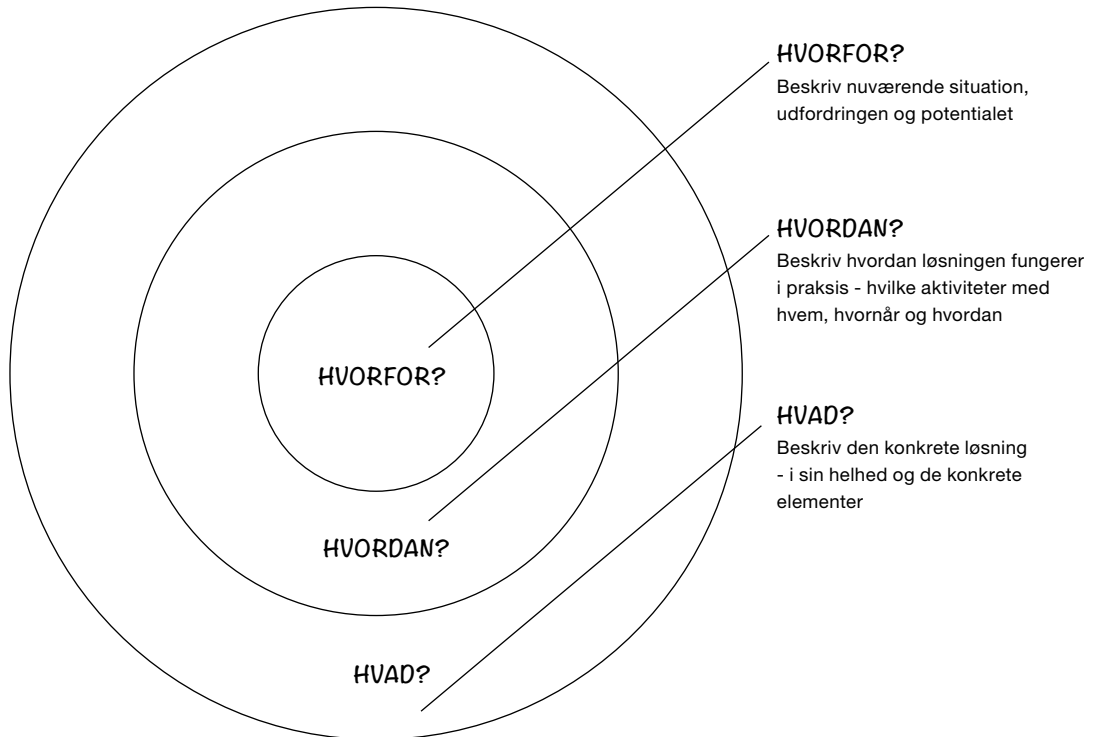 HVORFOR?
Beskriv nuværende situation,
udfordringen og potentialet
HVORDAN?
Beskriv hvordan løsningen fungerer
i praksis - hvilke aktiviteter med
hvem, hvornår og hvordan
HVORFOR?
HVAD?
Beskriv den konkrete løsning
- i sin helhed og de konkrete
elementer
HVORDAN?
HVAD?